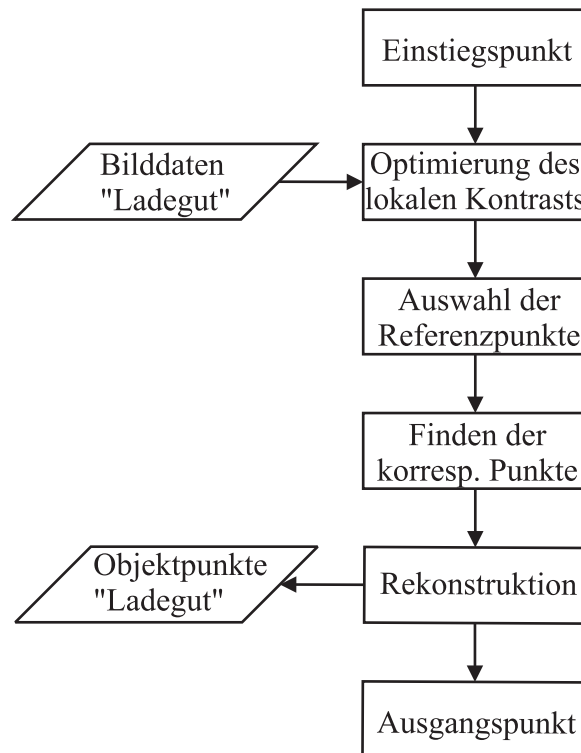 Einstiegspunkt
Bilddaten
"Ladegut"
Optimierung des
lokalen Kontrasts
Auswahl der
Referenzpunkte
Finden der
korresp. Punkte
Objektpunkte
"Ladegut"
Rekonstruktion
Ausgangspunkt